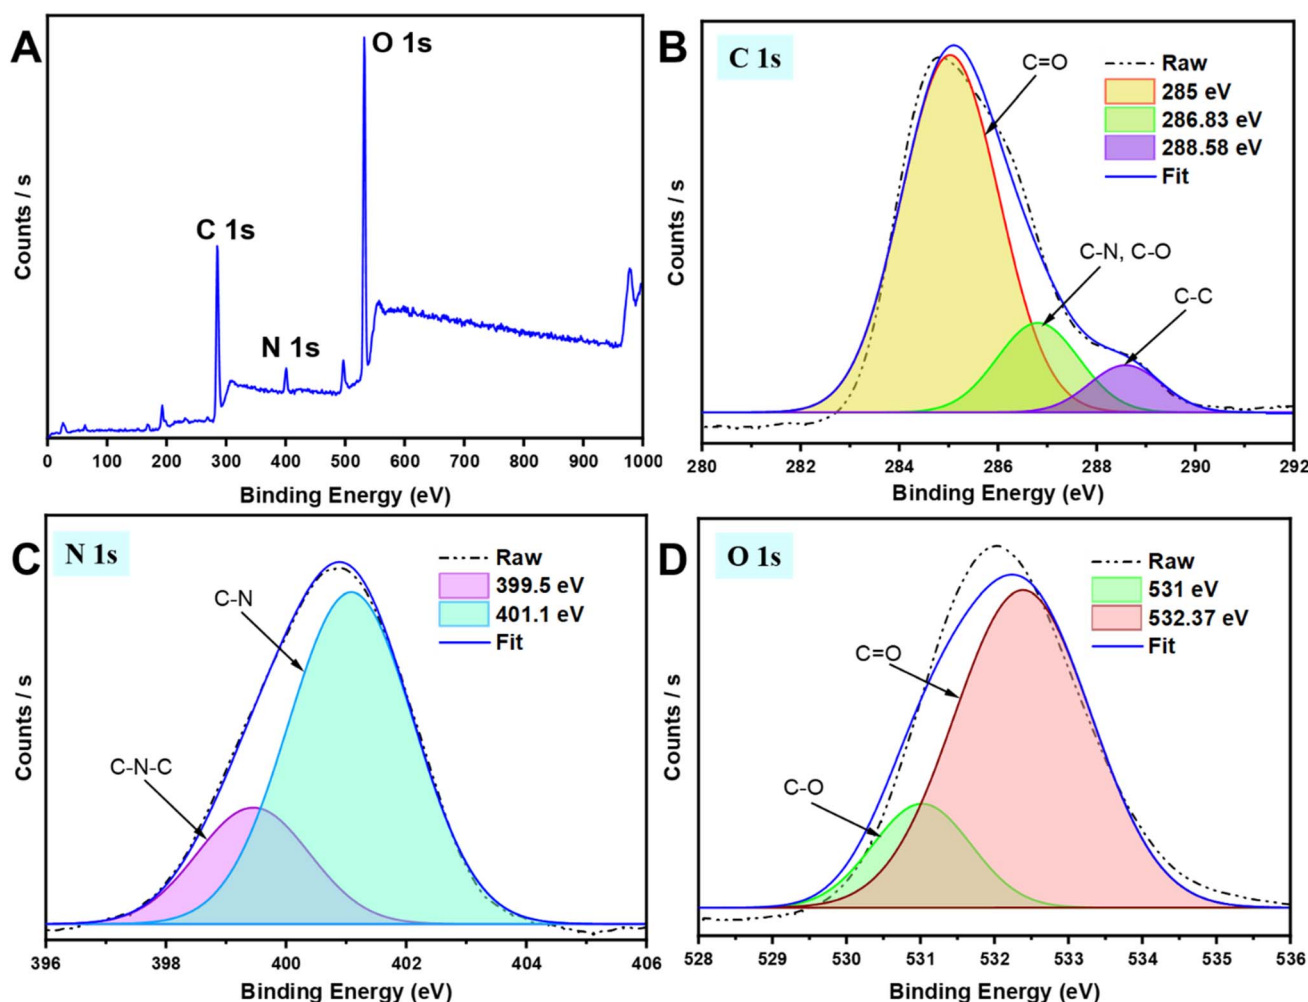 A
O 1s
C 1s
N 1s
Counts / s
0 100 200 300 400 500 600 700 800 900 1000
Binding Energy (eV)
B
C 1s
C=O
Raw
285 eV
286.83 eV
288.58 eV
Fit
C-N, C-O
C-C
Counts / s
280 282 284 286 288 290 292
Binding Energy (eV)
C
N 1s
Raw
399.5 eV
401.1 eV
Fit
C-N
C-N-C
Counts / s
396 398 400 402 404 406
Binding Energy (eV)
D
O 1s
Raw
531 eV
532.37 eV
Fit
C=O
C-O
Counts / s
528 529 530 531 532 533 534 535 536
Binding Energy (eV)